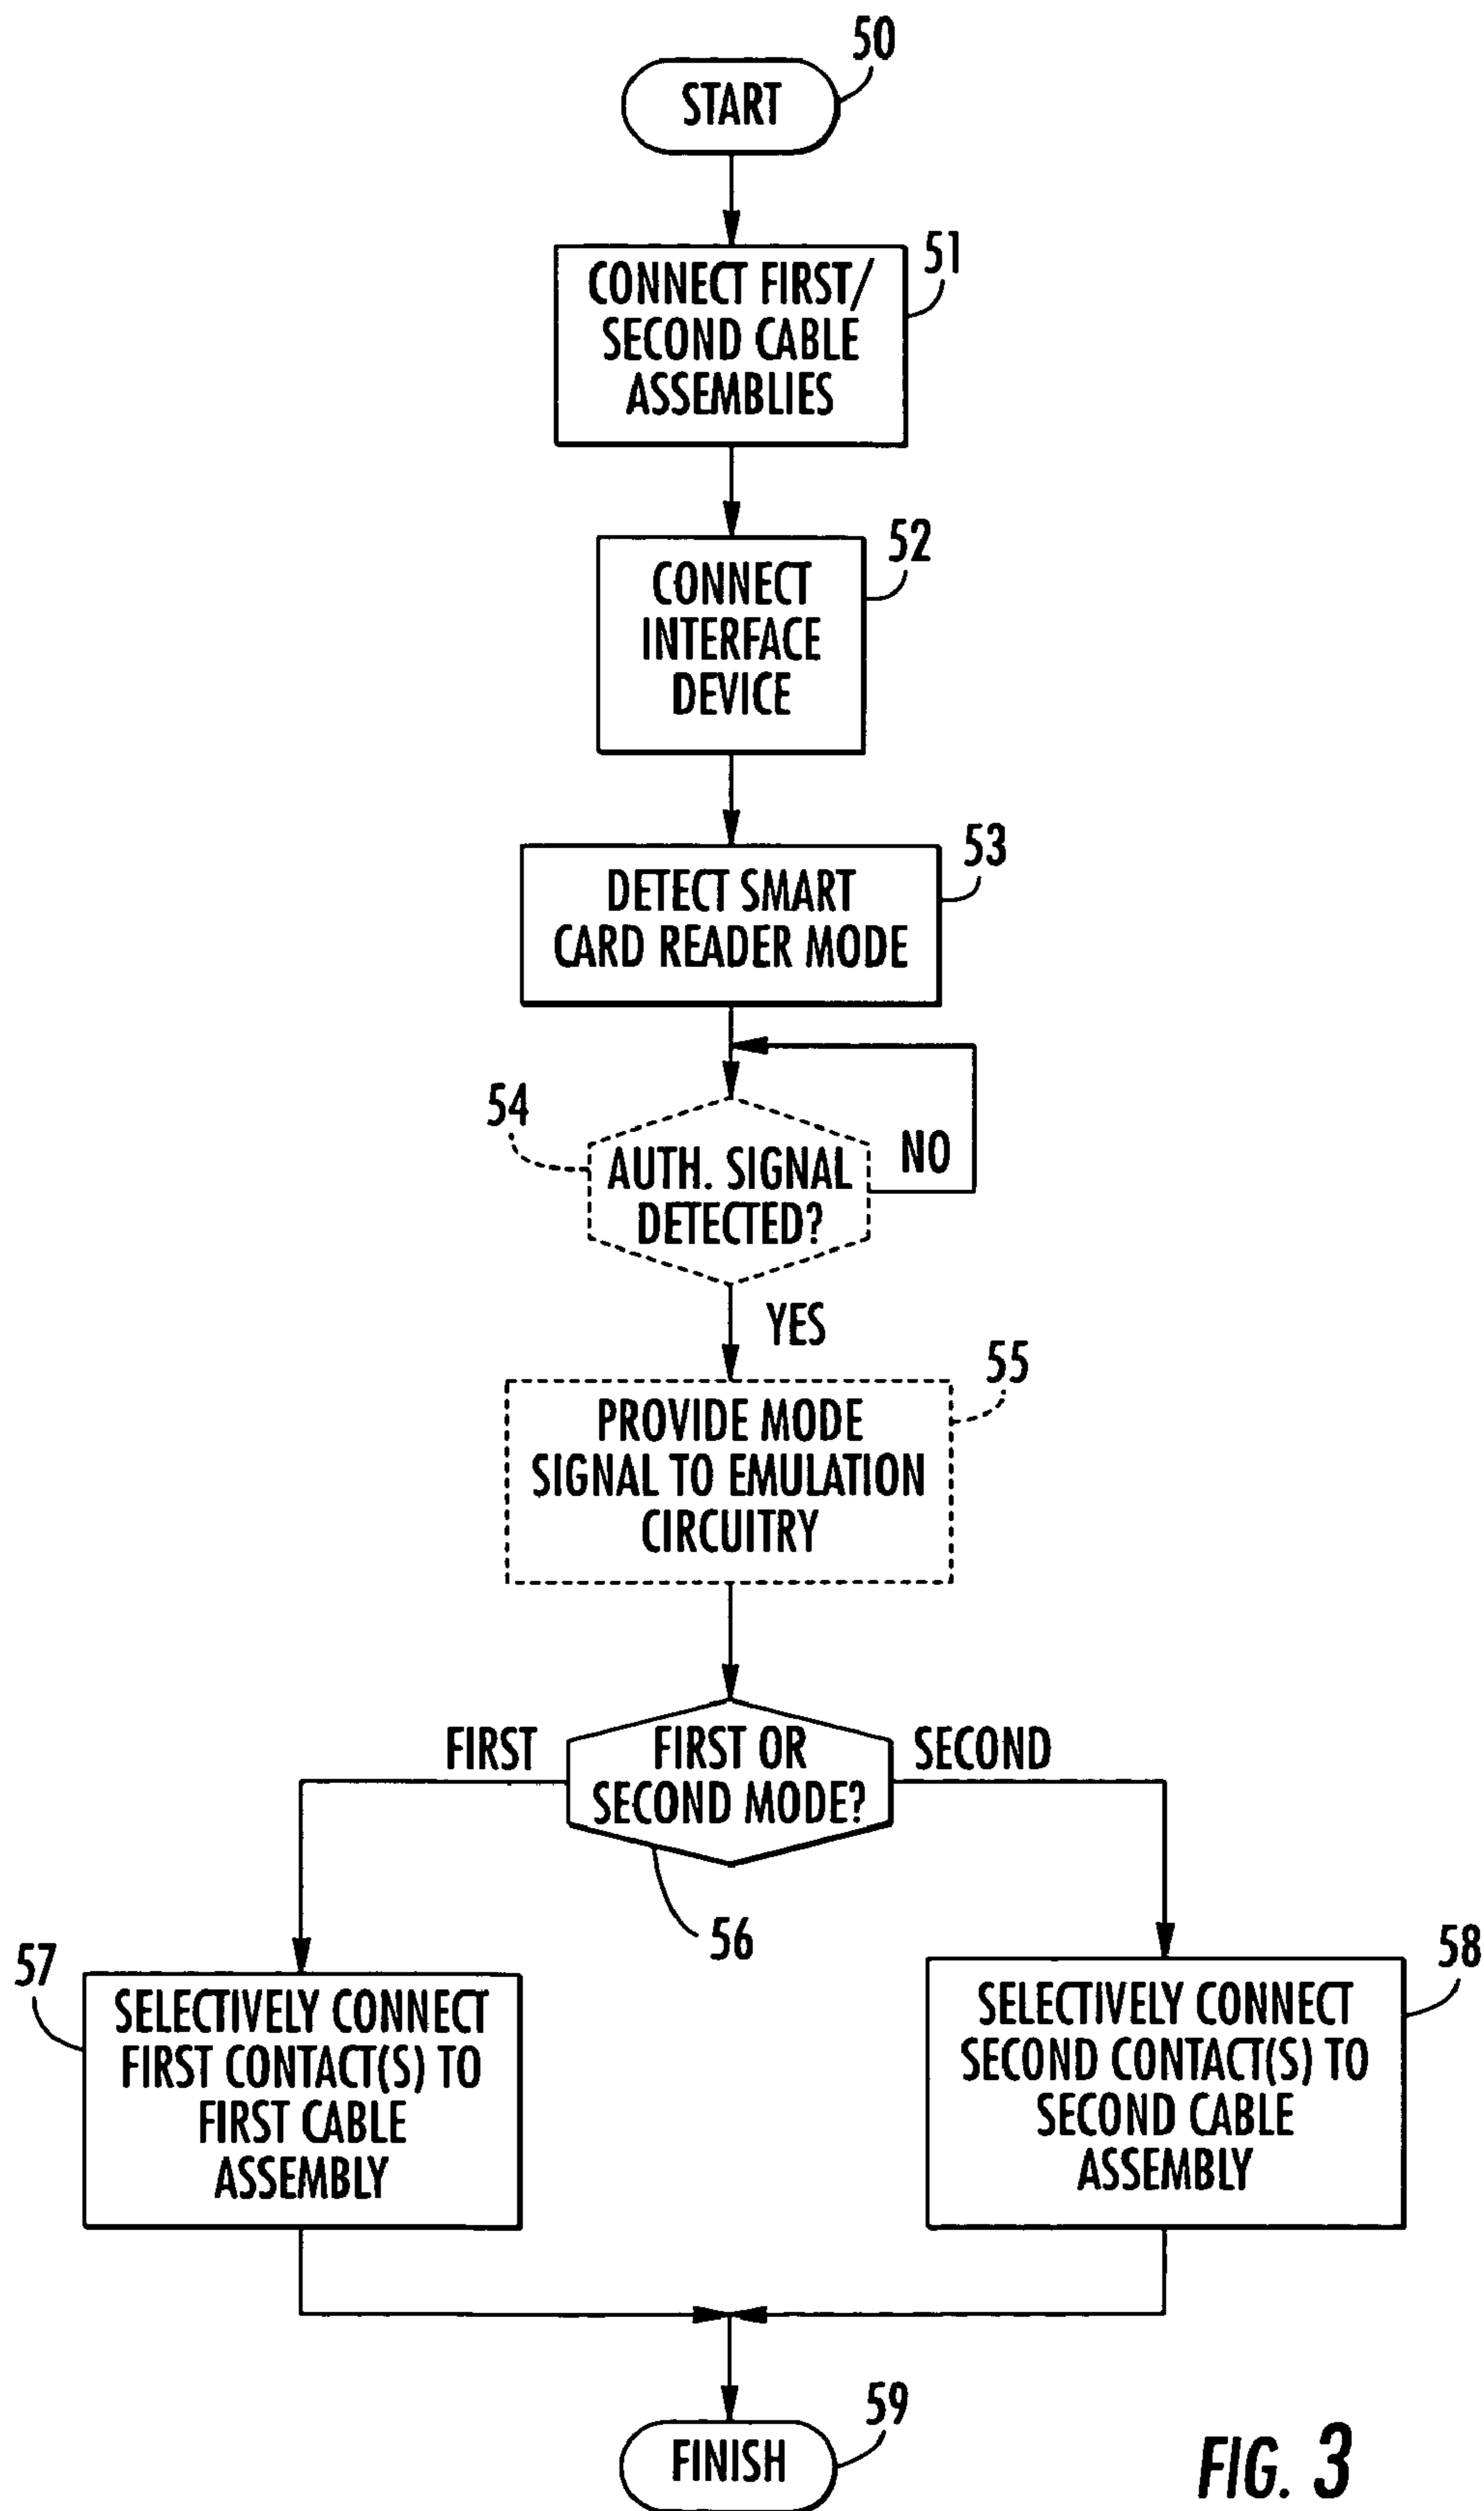 50
START
51
CONNECT FIRST/
SECOND CABLE
ASSEMBLIES
52
CONNECT
INTERFACE
DEVICE
53
DETECT SMART
CARD READER MODE
54
AUTH. SIGNAL
DETECTED?
NO
YES
55
PROVIDE MODE
SIGNAL TO EMULATION
CIRCUITRY
FIRST
FIRST OR
SECOND MODE?
SECOND
56
57
SELECTIVELY CONNECT
FIRST CONTACT(S) TO
FIRST CABLE
ASSEMBLY
58
SELECTIVELY CONNECT
SECOND CONTACT(S) TO
SECOND CABLE
ASSEMBLY
59
FINISH
FIG. 3